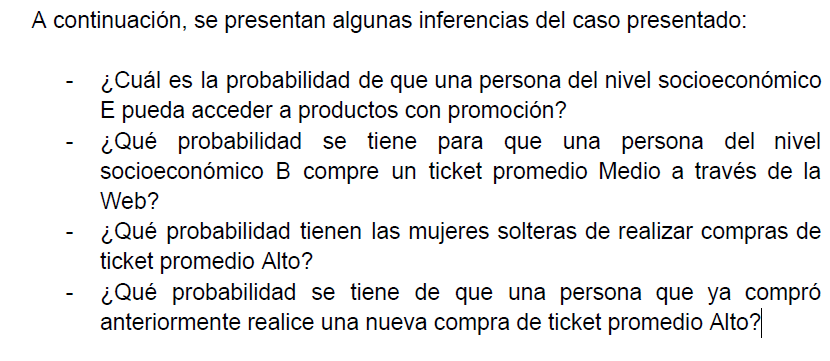 A continuación, se presentan algunas inferencias del caso presentado:
- ¿Cuál es la probabilidad de que una persona del nivel socioeconómico
E pueda acceder a productos con promoción?
- ¿Qué probabilidad se tiene para que una persona del nivel
socioeconómico B compre un ticket promedio Medio a través de la
Web?
- ¿Qué probabilidad tienen las mujeres solteras de realizar compras de
ticket promedio Alto?
- ¿Qué probabilidad se tiene de que una persona que ya compró
anteriormente realice una nueva compra de ticket promedio Alto?